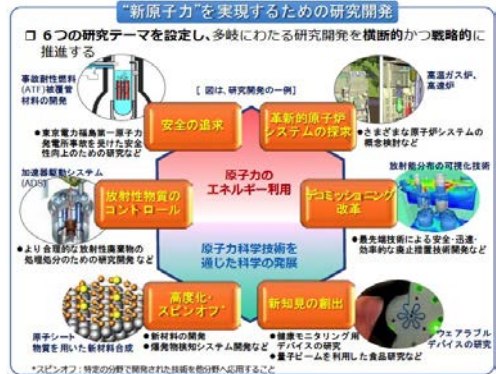 “新原子力”を実現するための研究開発
□ 6つの研究テーマを設定し、多岐にわたる研究開発を横断的かつ戦略的に
推進する
事故耐性燃料
(ATF)被覆管
材料の開発
[ 図は、研究開発の一例 ]
高温ガス炉、
高速炉
安全の追求
革新的原子炉
システムの探求
•東京電力福島第一原子力
発電所事故を受けた安全
性向上のための研究など
•さまざまな原子炉システムの
概念検討など
加速器駆動システム
(ADS)
放射性物質の
コントロール
原子力の
エネルギー利用
放射能分布の可視化技術
デコミッショニング
改革
•より合理的な放射性廃棄物の
処理処分のための研究開発など
原子力科学技術を
通じた科学の発展
•最先端技術による安全・迅速・
効率的な廃止措置技術開発など
高度化・
スピンオフ*
新知見の創出
原子シート
物質を用いた新材料合成
•新材料の開発
•爆発物検知システム開発など
•健康モニタリング用
デバイスの研究
•量子ビームを利用した食品研究など
ウェアラブル
デバイスの研究
*スピンオフ:特定の分野で開発された技術を他分野へ応用すること